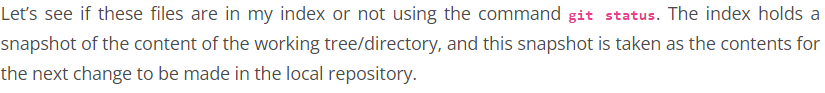 Let’s see if these files are in my index or not using the command git status. The index holds a
snapshot of the content of the working tree/directory, and this snapshot is taken as the contents for
the next change to be made in the local repository.